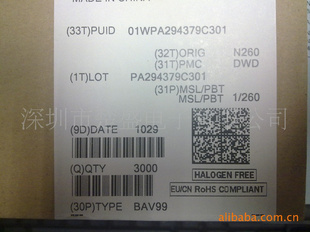 MADE IN CHINA
(33T)PUID 01WPA294379C301
(32T)ORIG N260
(31T)PMC DWD
(1T)LOT PA294379C301
(31P)MSL/PBT
MSL/PBT 1/260
深圳市
(9D)DATE 1029
(Q)QTY 3000
HALOGEN FREE
EU/CN RoHS COMPLIANT
(30P)TYPE BAV99
alibaba.com.cn